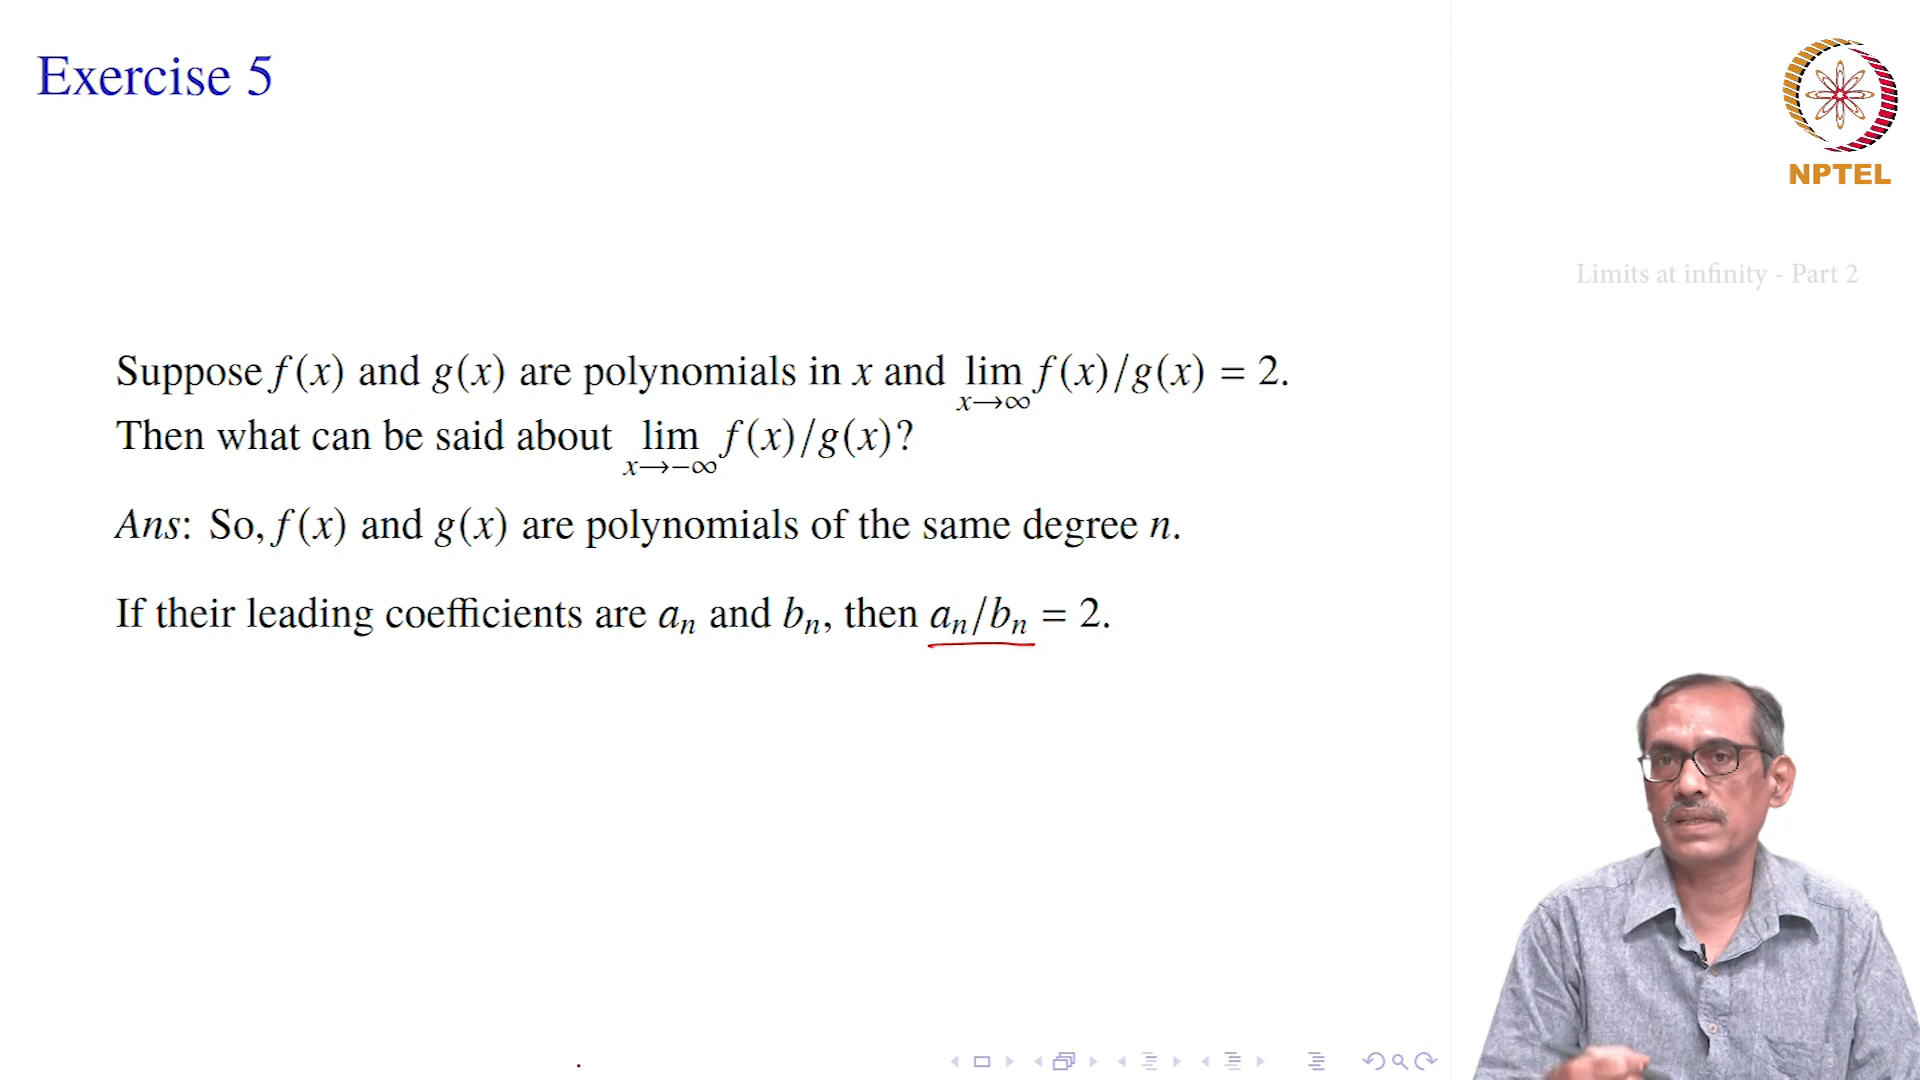 Exercise 5
NPTEL
Limits at infinity - Part 2
Suppose f(x) and g(x) are polynomials in x and lim x→∞ f(x)/g(x) = 2.
Then what can be said about lim x→−∞ f(x)/g(x)?
Ans: So, f(x) and g(x) are polynomials of the same degree n.
If their leading coefficients are aₙ and bₙ, then aₙ/bₙ = 2.